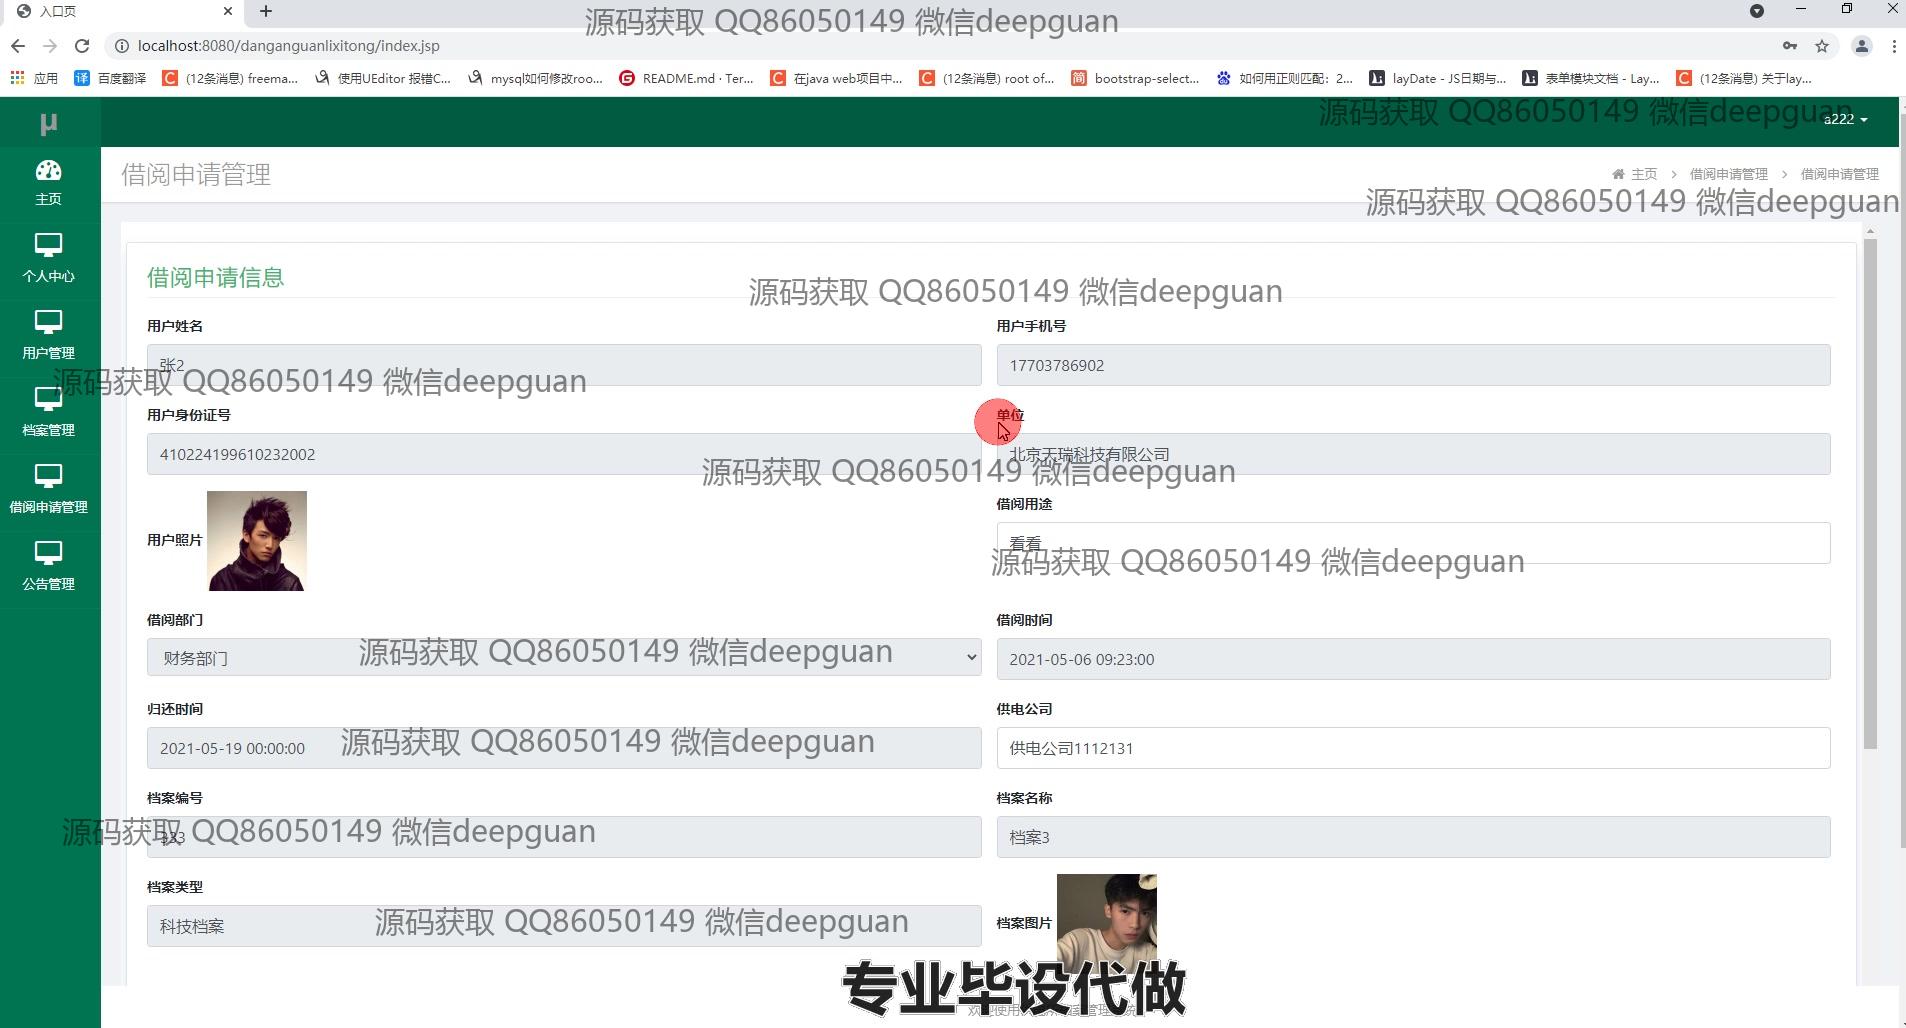 入口页
源码获取 QQ86050149 微信deepguan
localhost:8080/danganguanlixitong/index.jsp
应用 百度翻译 (12条消息) freema... 使用UEditor 报错C... mysql如何修改roo... README.md · Ter... 在java web项目中... (12条消息) root of... bootstrap-select... 如何用正则匹配：2... layDate - JS日期与... 表单模块文档 - Lay... (12条消息) 关于lay...
μ
源码获取 QQ86050149 微信deepguan
a222
借阅申请管理
主页 > 借阅申请管理 > 借阅申请管理
源码获取 QQ86050149 微信deepguan
主页
个人中心
用户管理
档案管理
借阅申请管理
公告管理
借阅申请信息
源码获取 QQ86050149 微信deepguan
用户姓名 用户手机号
张2 17703786902
源码获取 QQ86050149 微信deepguan
用户身份证号 单位
410224199610232002 北京天瑞科技有限公司
源码获取 QQ86050149 微信deepguan
用户照片 借阅用途
看看
源码获取 QQ86050149 微信deepguan
借阅部门 借阅时间
财务部门 2021-05-06 09:23:00
源码获取 QQ86050149 微信deepguan
归还时间 供电公司
2021-05-19 00:00:00 供电公司1112131
源码获取 QQ86050149 微信deepguan
档案编号 档案名称
333 档案3
源码获取 QQ86050149 微信deepguan
档案类型 档案图片
科技档案
源码获取 QQ86050149 微信deepguan
专业毕设代做